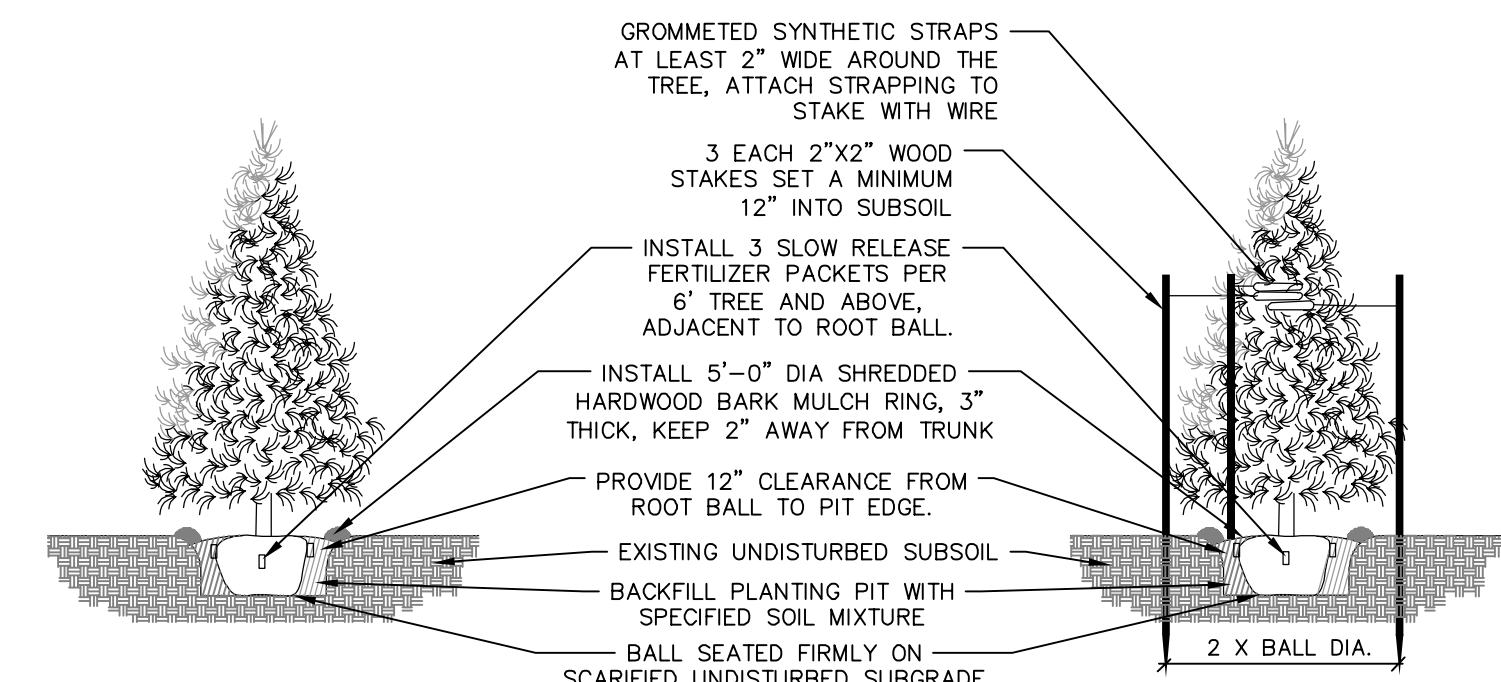 GROMMETED SYNTHETIC STRAPS
AT LEAST 2" WIDE AROUND THE
TREE, ATTACH STRAPPING TO
STAKE WITH WIRE
3 EACH 2"X2" WOOD
STAKES SET A MINIMUM
12" INTO SUBSOIL
INSTALL 3 SLOW RELEASE
FERTILIZER PACKETS PER
6' TREE AND ABOVE,
ADJACENT TO ROOT BALL.
INSTALL 5'-0" DIA SHREDDED
HARDWOOD BARK MULCH RING, 3"
THICK, KEEP 2" AWAY FROM TRUNK
PROVIDE 12" CLEARANCE FROM
ROOT BALL TO PIT EDGE.
EXISTING UNDISTURBED SUBSOIL
BACKFILL PLANTING PIT WITH
SPECIFIED SOIL MIXTURE
BALL SEATED FIRMLY ON
SCARIFIED UNDISTURBED SUBGRADE
2 X BALL DIA.